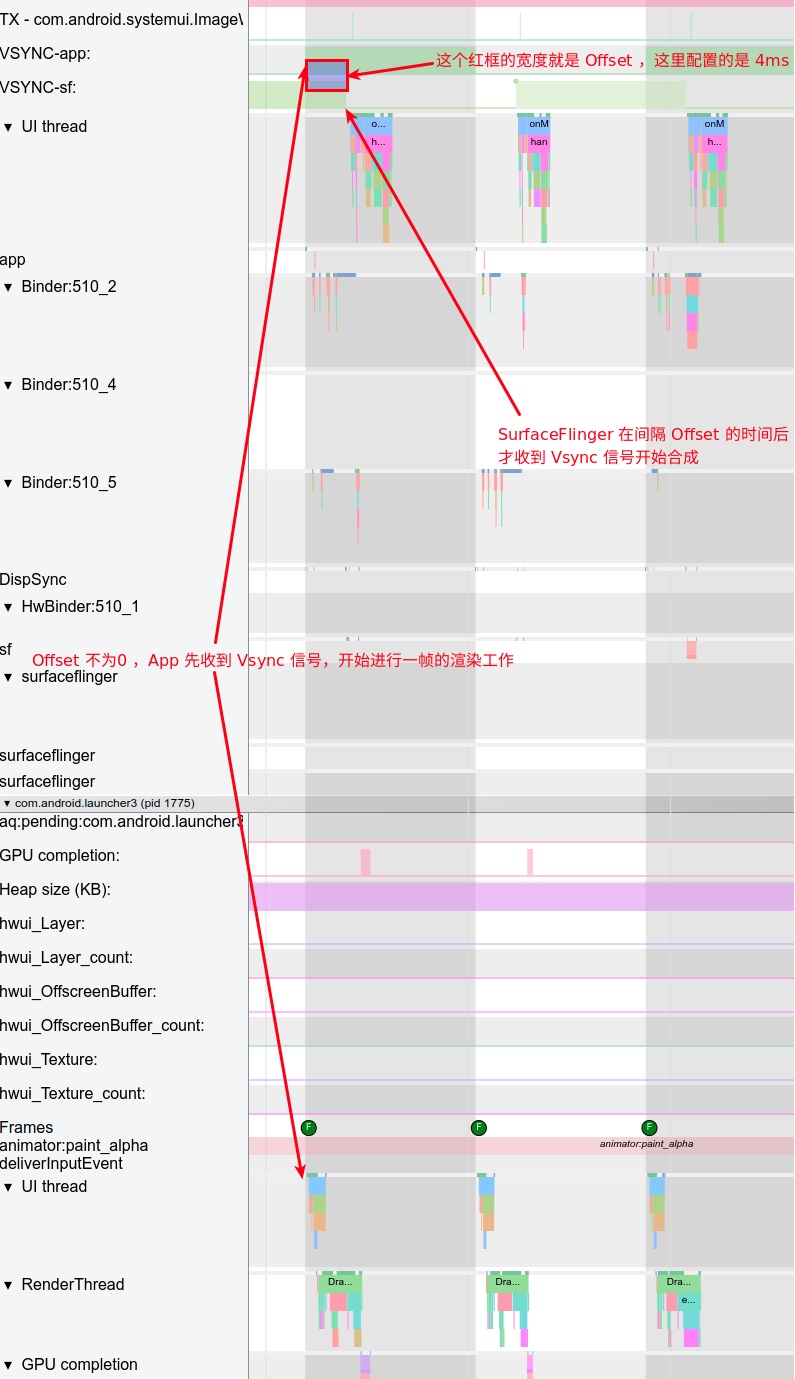 TX - com.android.systemui.ImageW
VSYNC-app:
这个红框的宽度就是 Offset ，这里配置的是 4ms
VSYNC-sf:
▼ UI thread
o...
onM
onM
h...
han
h...
app
▼ Binder:510_2
▼ Binder:510_4
SurfaceFlinger 在间隔 Offset 的时间后
才收到 Vsync 信号开始合成
▼ Binder:510_5
DispSync
▼ HwBinder:510_1
sf
Offset 不为0 ，App 先收到 Vsync 信号，开始进行一帧的渲染工作
▼ surfaceflinger
surfaceflinger
surfaceflinger
▼ com.android.launcher3 (pid 1775)
aq:pending:com.android.launcher3
GPU completion:
Heap size (KB):
hwui_Layer:
hwui_Layer_count:
hwui_OffscreenBuffer:
hwui_OffscreenBuffer_count:
hwui_Texture:
hwui_Texture_count:
Frames
F
F
F
animator:paint_alpha
animator:paint_alpha
deliverInputEvent
▼ UI thread
▼ RenderThread
Dra...
Dra...
Dra...
e...
▼ GPU completion